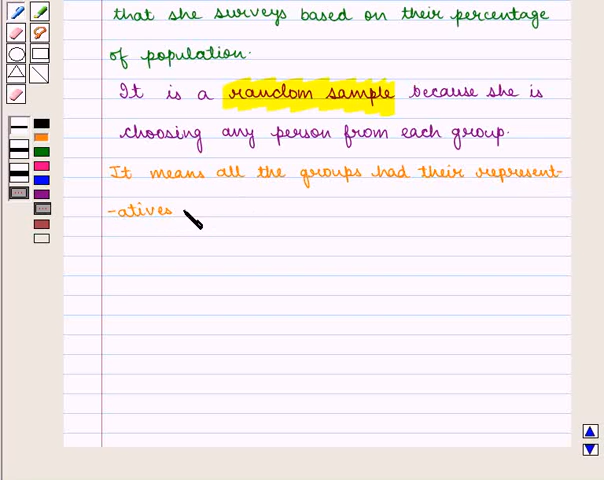 that she surveys based on their percentage
of population.
It is a random sample because she is
choosing any person from each group.
It means all the groups had their represent-
-atives